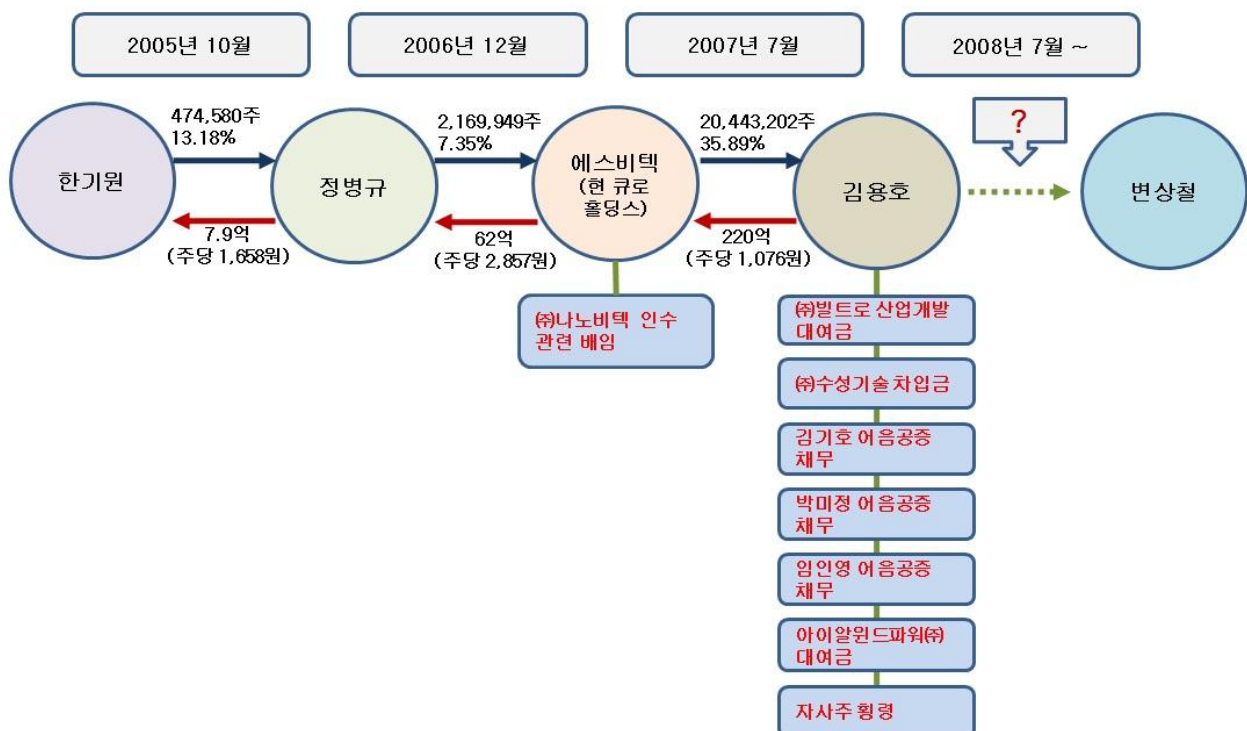 2005년 10월
2006년 12월
2007년 7월
2008년 7월 ~
474,580주
13.18%
2,169,949주
7.35%
20,443,202주
35.89%
?
한기원
정병규
에스비텍
(현 큐로
홀딩스)
김용호
변상철
7.9억
(주당 1,658원)
62억
(주당 2,857원)
220억
(주당 1,076원)
㈜나노비텍 인수
관련 배임
㈜빌트로 산업개발
대여금
㈜수성기술 차입금
김기호 어음공증
채무
박미정 어음공증
채무
임인영 어음공증
채무
아이알윈드파워㈜
대여금
자사주 횡령